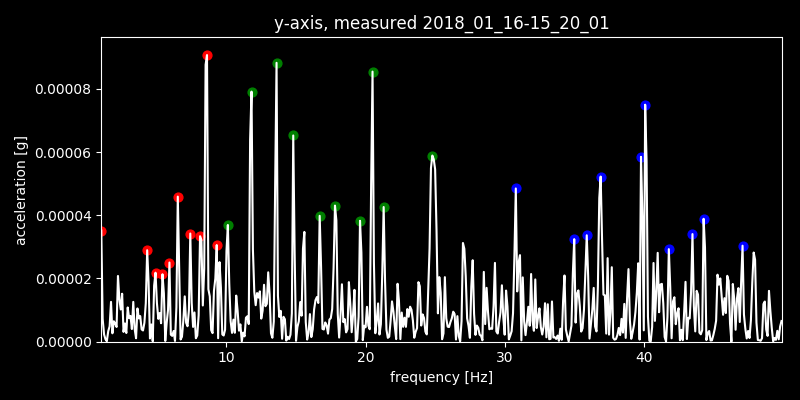 y-axis, measured 2018_01_16-15_20_01
acceleration [g]
0.00008
0.00006
0.00004
0.00002
0.00000
10 20 30 40
frequency [Hz]